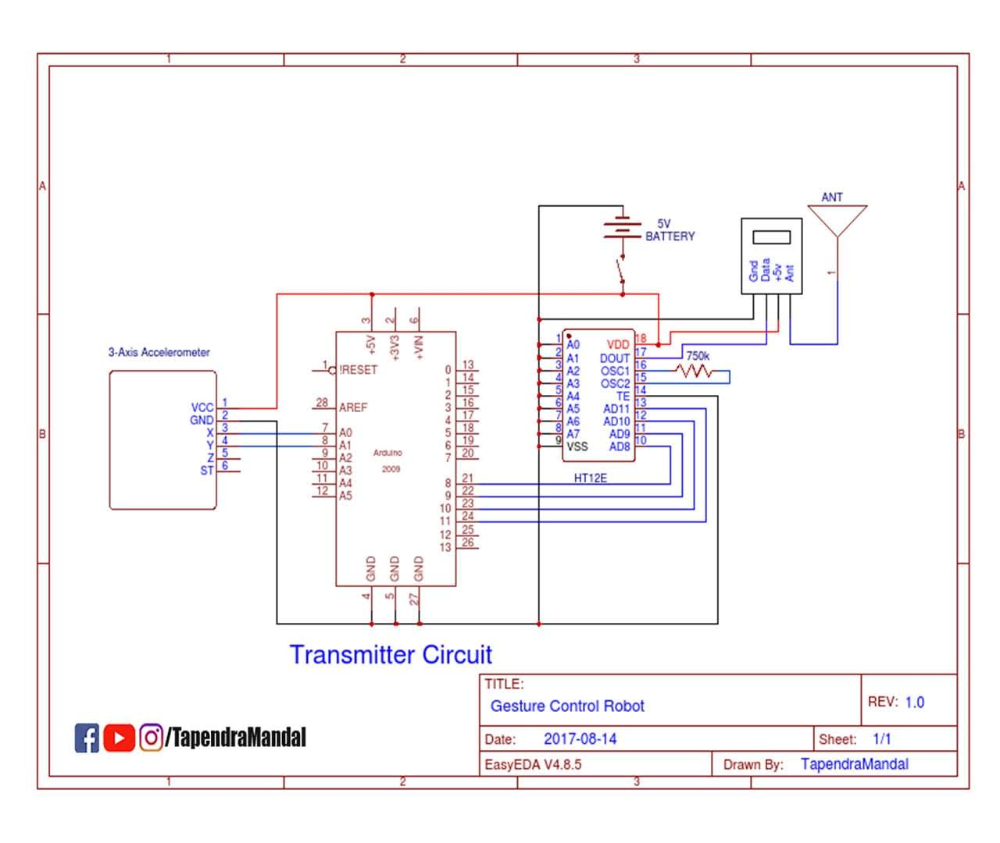 1 2 3
A A
ANT
5V
BATTERY
1
Gnd Data +5v Ant
3 2 6
+5V +3V3 +VIN
3-Axis Accelerometer
VCC 1
GND 2
X 3
Y 4
Z 5
ST 6
1 !RESET
28 AREF
7 A0
8 A1
9 A2
10 A3
11 A4
12 A5
Arduino
2009
0 13
1 14
2 15
3 16
4 17
5 18
6 19
7 20
8 21
9 22
10 23
11 24
12 25
13 26
GND GND GND
4 5 27
1 A0 VDD 18
2 A1 DOUT 17
3 A2 OSC1 16
4 A3 OSC2 15
5 A4 TE 14
6 A5 AD11 13
7 A6 AD10 12
8 A7 AD9 11
9 VSS AD8 10
750k
HT12E
B B
Transmitter Circuit
TITLE:
Gesture Control Robot
REV: 1.0
Date: 2017-08-14
Sheet: 1/1
EasyEDA V4.8.5
Drawn By: TapendraMandal
/TapendraMandal
1 2 3